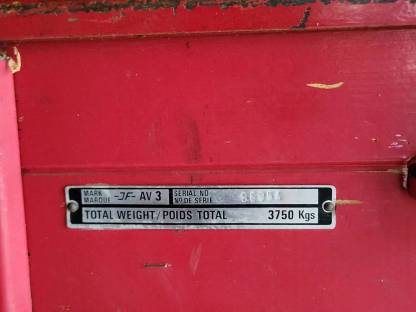 MARK MARQUE -JF- AV 3 SERIAL NO Nº. DE SERIE
TOTAL WEIGHT/POIDS TOTAL 3750 Kgs